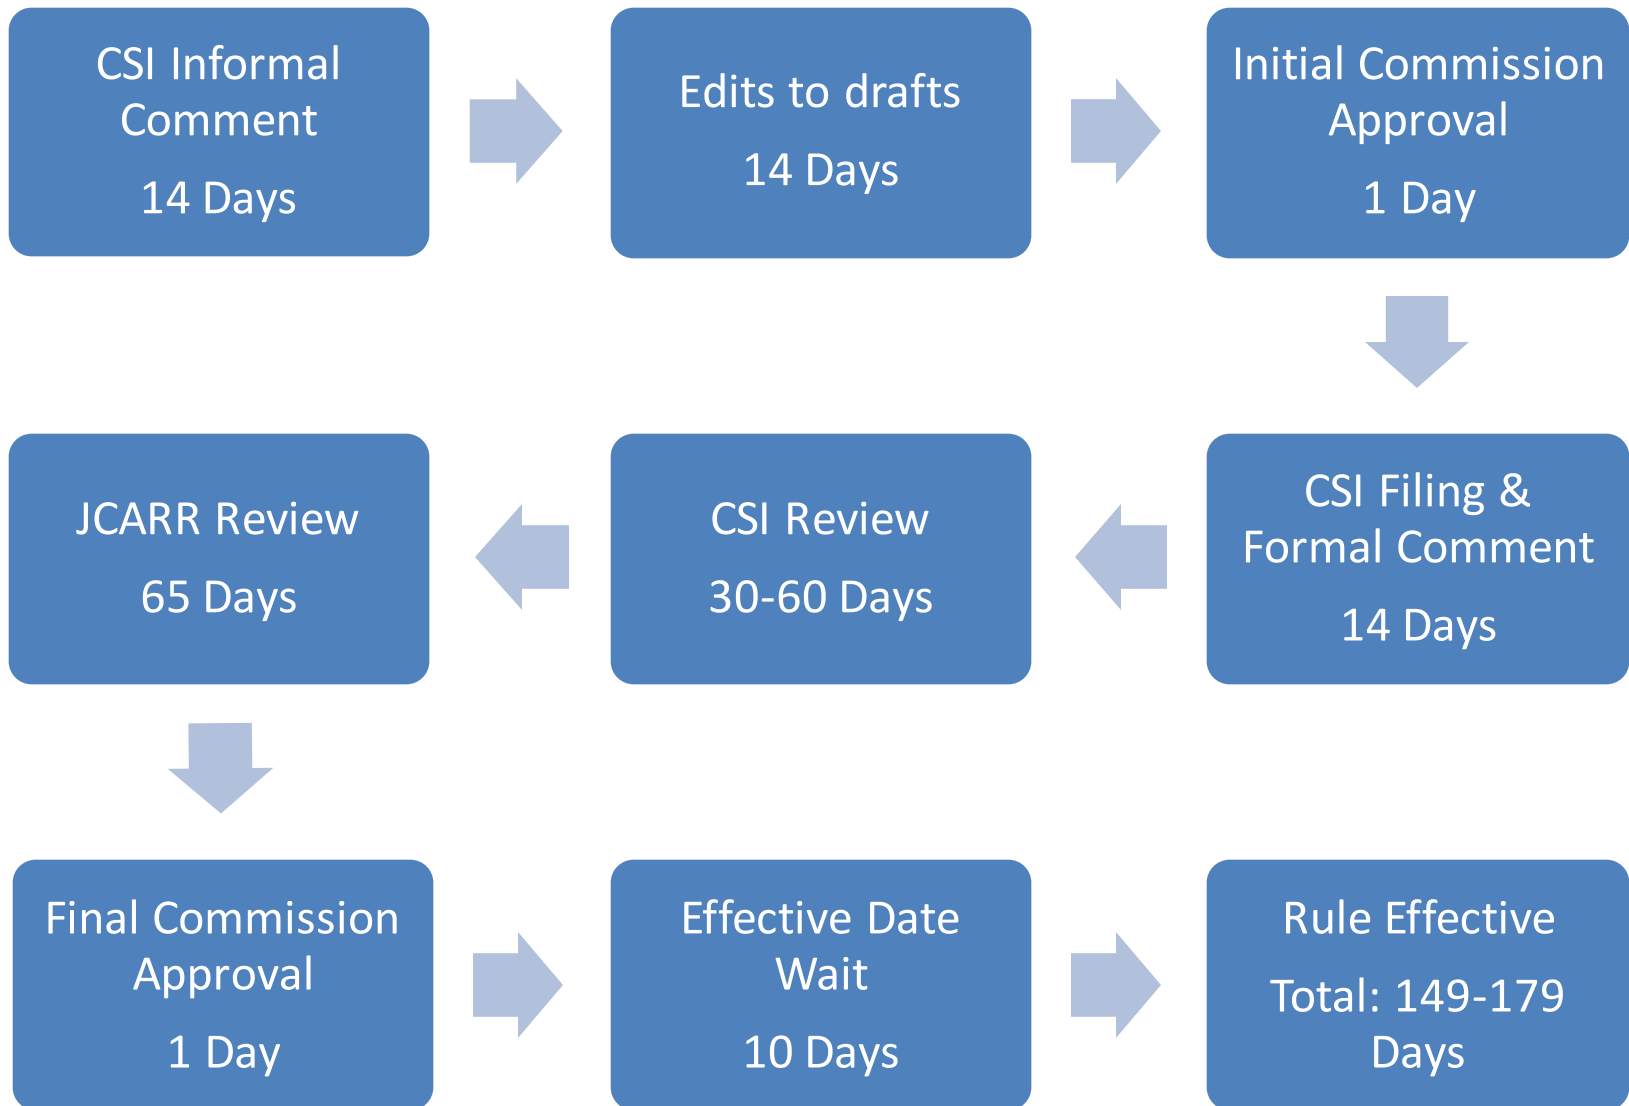 CSI Informal
Comment
14 Days
Edits to drafts
14 Days
Initial Commission
Approval
1 Day
CSI Filing &
Formal Comment
14 Days
CSI Review
30-60 Days
JCARR Review
65 Days
Final Commission
Approval
1 Day
Effective Date
Wait
10 Days
Rule Effective
Total: 149-179
Days